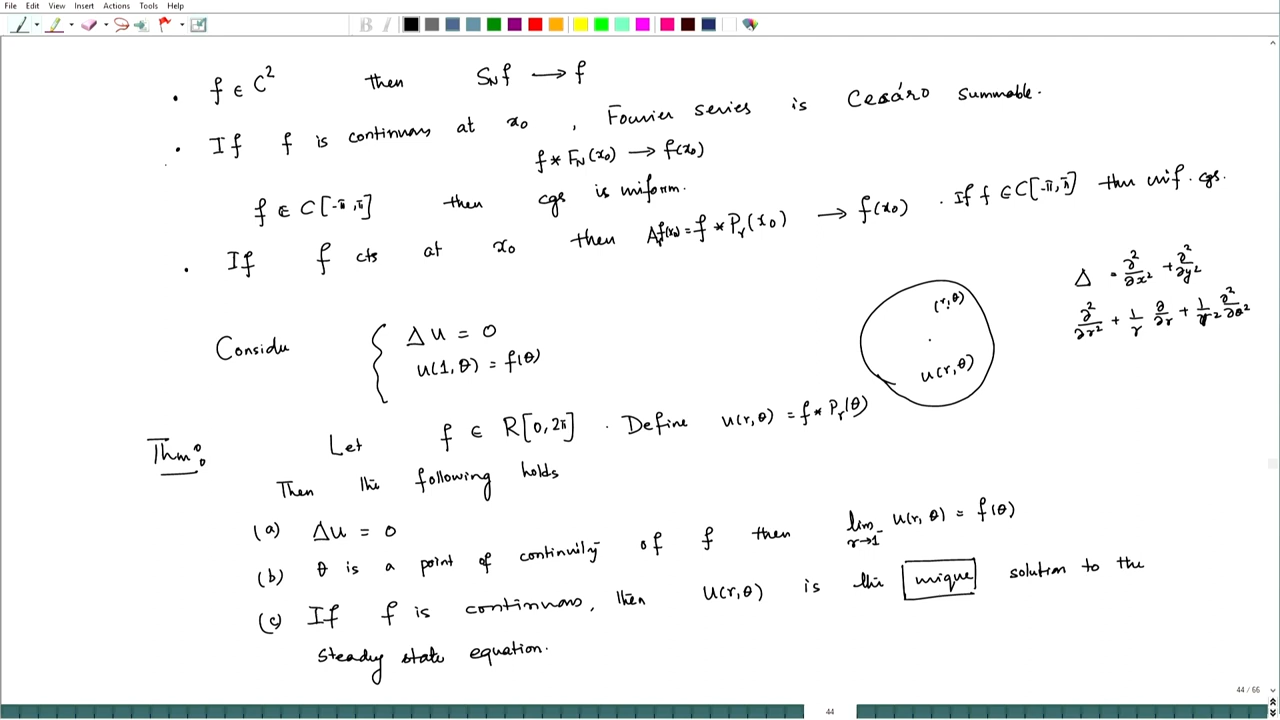 File Edit View Insert Actions Tools Help
B I
. f ∈ C² then S_N f → f
. If f is continuous at x₀, Fourier series is Cesáro summable.
f * F_N(x₀) → f(x₀)
f ∈ C[-π, π] then cgs is uniform.
. If f cts at x₀ then A_r f(x₀) = f * P_r(x₀) → f(x₀) . If f ∈ C[-π, π] then unif. cgs.
Δ = ∂²/∂x² + ∂²/∂y²
∂²/∂r² + 1/r ∂/∂r + 1/r² ∂²/∂θ²
(r, θ)
u(r, θ)
Consider { Δu = 0
u(1, θ) = f(θ)
Thm: Let f ∈ R[0, 2π] . Define u(r, θ) = f * P_r(θ)
Then the following holds
(a) Δu = 0
(b) θ is a point of continuity of f then lim r→1⁻ u(r, θ) = f(θ)
(c) If f is continuous, then u(r, θ) is the unique solution to the
steady state equation.
44 / 66
44